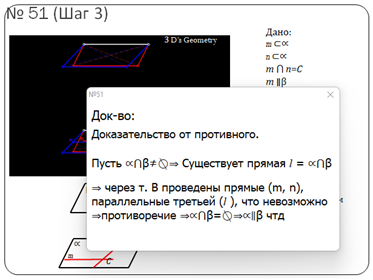 № 51 (Шаг 3)
3 D's Geometry
Дано:
m ⊂ ∝
n ⊂ ∝
m ⋂ n=C
m ∥ β
№51
Док-во:
Доказательство от противного.
Пусть ∝⋂β≠⍉⇒ Существует прямая l = ∝⋂β
⇒ через т. В проведены прямые (m, n),
параллельные третьей (l ), что невозможно
⇒противоречие ⇒∝⋂β=⍉⇒∝∥β чтд
∝
m
C